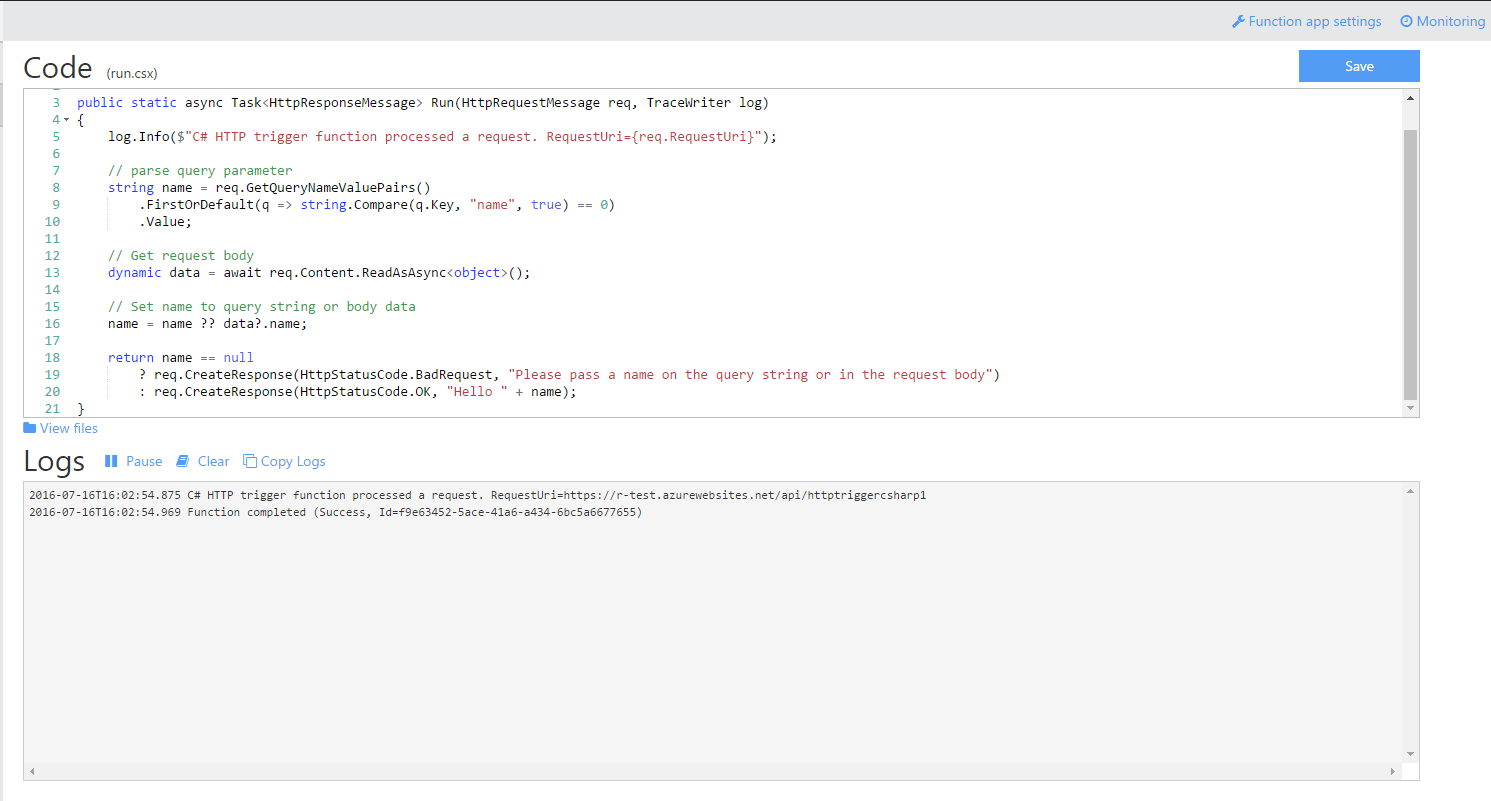 Function app settings Monitoring
Code (run.csx) Save
3 public static async Task<HttpResponseMessage> Run(HttpRequestMessage req, TraceWriter log)
4 {
5 log.Info($"C# HTTP trigger function processed a request. RequestUri={req.RequestUri}");
6
7 // parse query parameter
8 string name = req.GetQueryNameValuePairs()
9 .FirstOrDefault(q => string.Compare(q.Key, "name", true) == 0)
10 .Value;
11
12 // Get request body
13 dynamic data = await req.Content.ReadAsAsync<object>();
14
15 // Set name to query string or body data
16 name = name ?? data?.name;
17
18 return name == null
19 ? req.CreateResponse(HttpStatusCode.BadRequest, "Please pass a name on the query string or in the request body")
20 : req.CreateResponse(HttpStatusCode.OK, "Hello " + name);
21 }
View files
Logs Pause Clear Copy Logs
2016-07-16T16:02:54.875 C# HTTP trigger function processed a request. RequestUri=https://r-test.azurewebsites.net/api/httptriggercsharp1
2016-07-16T16:02:54.969 Function completed (Success, Id=f9e63452-5ace-41a6-a434-6bc5a6677655)